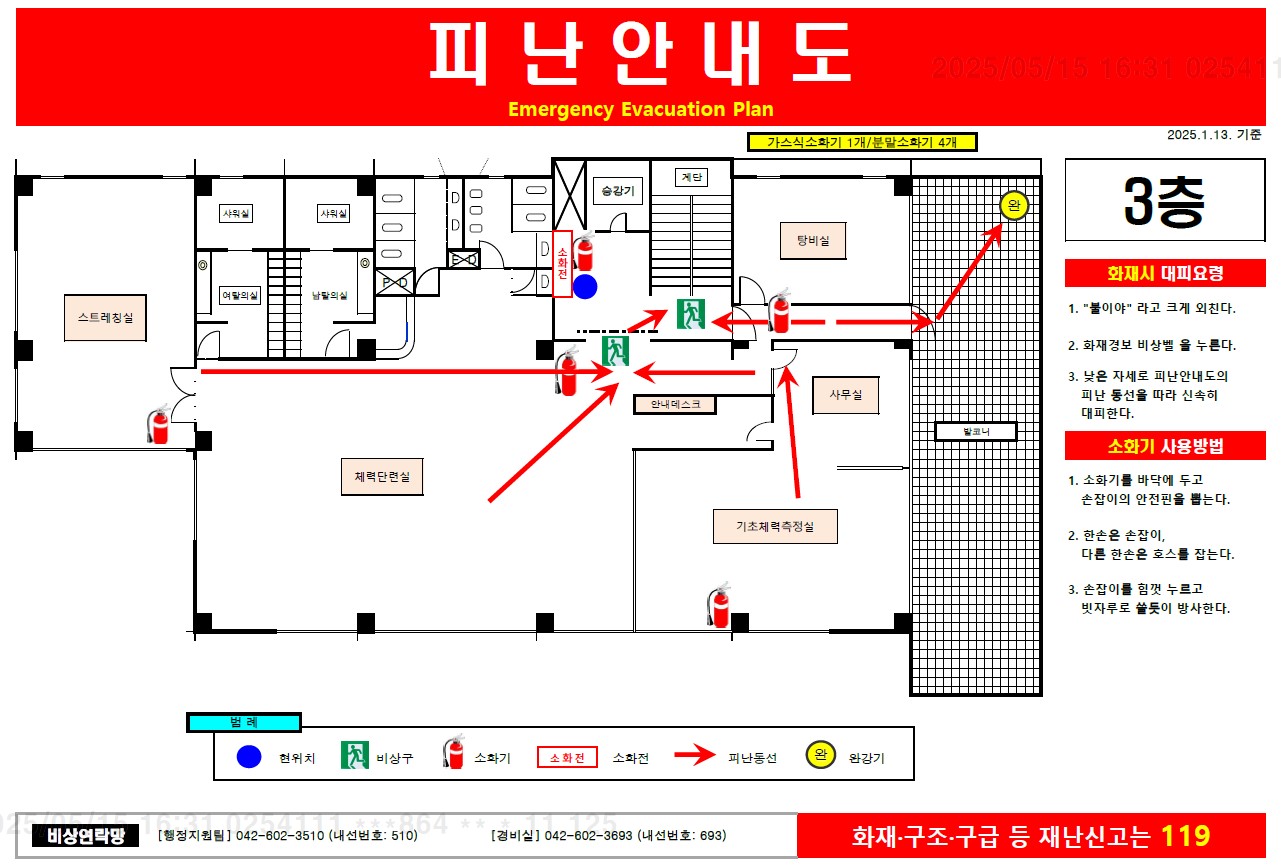 피난안내도
2025/05/15 16:31 0254111
Emergency Evacuation Plan
2025.1.13. 기준
가스식소화기 1개/분말소화기 4개
3층
계단
승강기
샤워실
샤워실
완
탕비실
소화전
화재시 대피요령
1. "불이야" 라고 크게 외친다.
2. 화재경보 비상벨 을 누른다.
3. 낮은 자세로 피난안내도의
피난 통선을 따라 신속히
대피한다.
E D
P D
여탈의실
남탈의실
스트레칭실
사무실
안내데스크
발코니
소화기 사용방법
1. 소화기를 바닥에 두고
손잡이의 안전핀을 뽑는다.
2. 한손은 손잡이,
다른 한손은 호스를 잡는다.
3. 손잡이를 힘껏 누르고
빗자루로 쓸듯이 방사한다.
체력단련실
기초체력측정실
범 례
현위치
비상구
소화기
소화전
소화전
피난동선
완
완강기
025/05/15 16:31 0254111 ***864 ** * 11 125
비상연락망
[행정지원팀] 042-602-3510 (내선번호: 510)
[경비실] 042-602-3693 (내선번호: 693)
화재·구조·구급 등 재난신고는 119